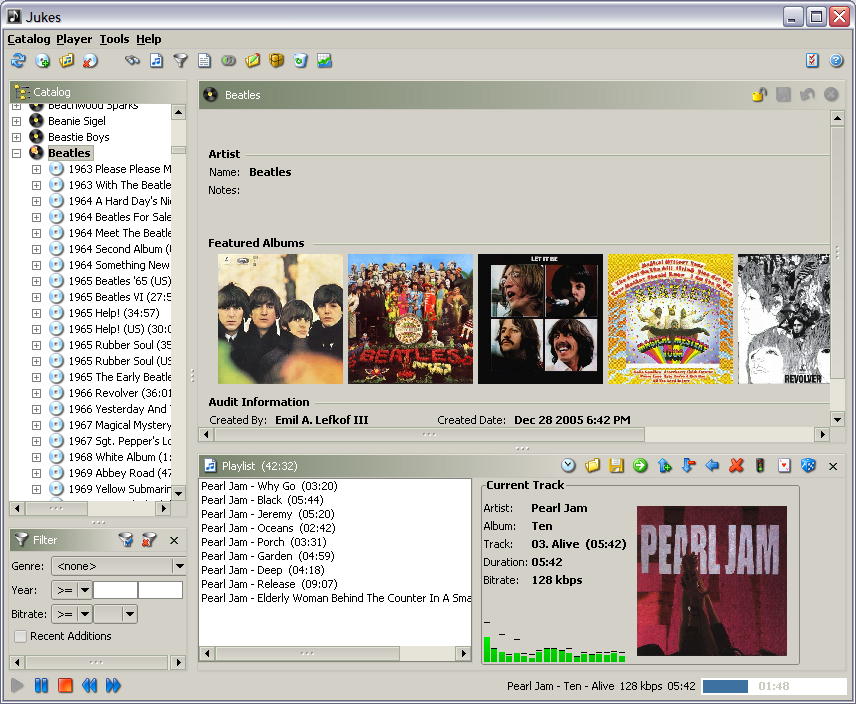 Jukes
Catalog Player Tools Help
Catalog
Beachwood Sparks
Beanie Sigel
Beastie Boys
Beatles
1963 Please Please M
1963 With The Beatle
1964 A Hard Day's Ni
1964 Beatles For Sale
1964 Meet The Beatle
1964 Second Album (U
1964 Something New
1965 Beatles '65 (US)
1965 Beatles VI (27:5
1965 Help! (34:57)
1965 Help! (US) (30:0
1965 Rubber Soul (35
1965 Rubber Soul (US
1965 The Early Beatle
1966 Revolver (36:01
1966 Yesterday And
1967 Magical Mystery
1967 Sgt. Pepper's Lo
1968 White Album (1:
1969 Abbey Road (47
1969 Yellow Submarin
Filter
Genre: <none>
Year: >=
Bitrate: >=
Recent Additions
Beatles
Artist
Name: Beatles
Notes:
Featured Albums
BEATLES
LET IT BE
MAGICAL MYSTERY TOUR
REVOLVER
Audit Information
Created By: Emil A. Lefkof III Created Date: Dec 28 2005 6:42 PM
Playlist (42:32)
Pearl Jam - Why Go (03:20)
Pearl Jam - Black (05:44)
Pearl Jam - Jeremy (05:20)
Pearl Jam - Oceans (02:42)
Pearl Jam - Porch (03:31)
Pearl Jam - Garden (04:59)
Pearl Jam - Deep (04:18)
Pearl Jam - Release (09:07)
Pearl Jam - Elderly Woman Behind The Counter In A Sma
Current Track
Artist: Pearl Jam
Album: Ten
Track: 03. Alive (05:42)
Duration: 05:42
Bitrate: 128 kbps
PEARL JAM
Pearl Jam - Ten - Alive 128 kbps 05:42 01:48